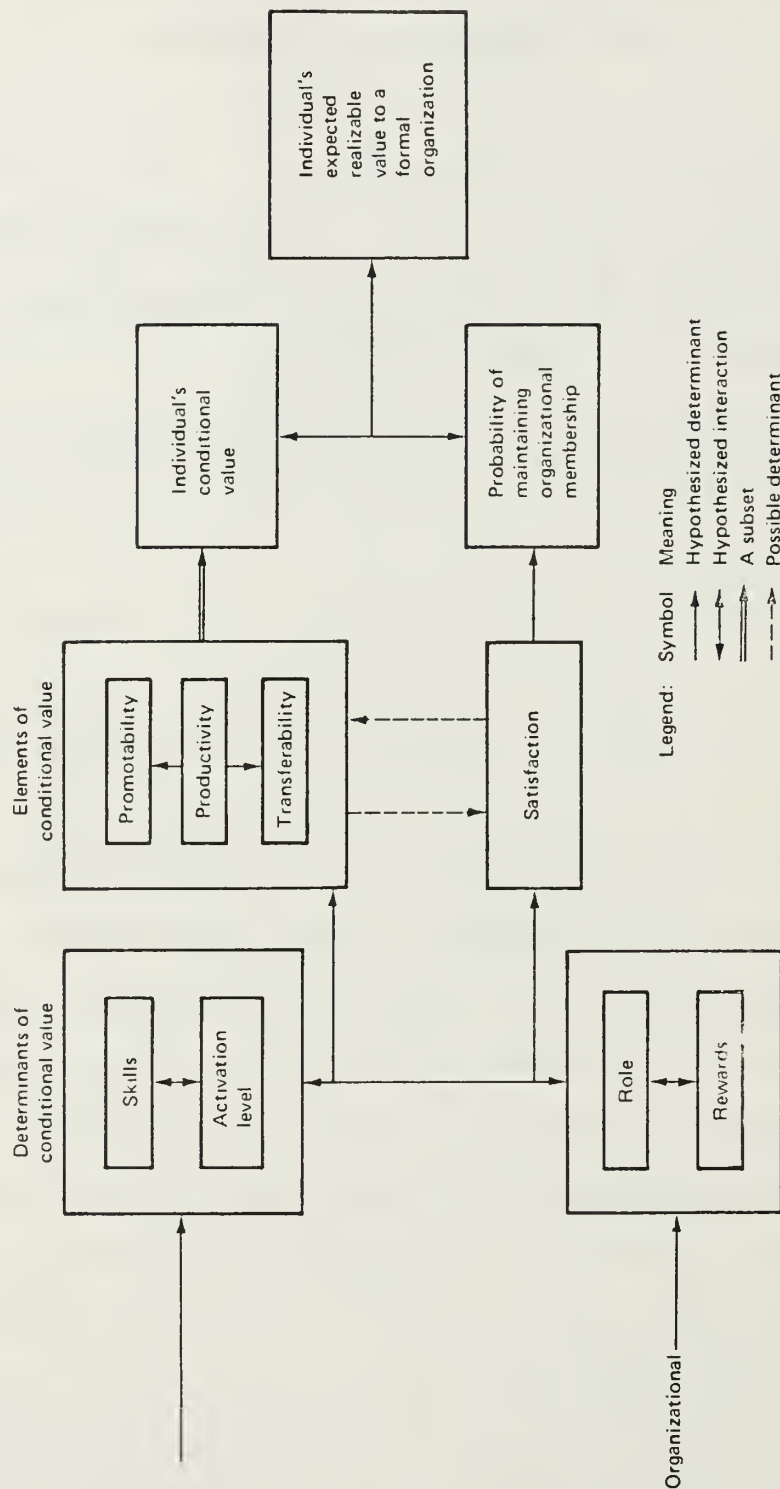 Determinants of
conditional value
Skills
Activation
level
Elements of
conditional value
Promotability
Productivity
Transferability
Individual's
conditional
value
Individual's
expected
realizable
value to a
formal
organization
Organizational
Role
Rewards
Satisfaction
Probability of
maintaining
organizational
membership
Legend:
Symbol Meaning
Hypothesized determinant
Hypothesized interaction
A subset
Possible determinant